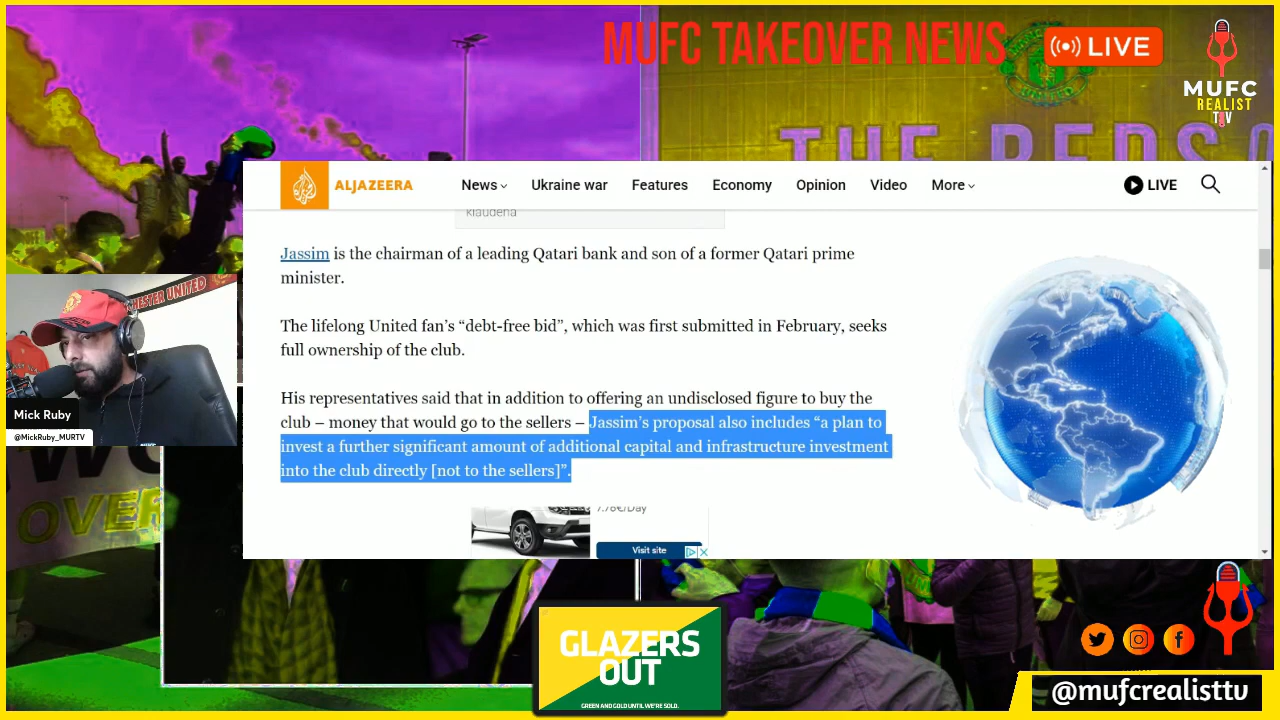 MUFC TAKEOVER NEWS
LIVE
MUFC
REALIST
TV
THE REDS
ALJAZEERA
News
Ukraine war
Features
Economy
Opinion
Video
More
LIVE
klaudena
Jassim is the chairman of a leading Qatari bank and son of a former Qatari prime
minister.
The lifelong United fan’s “debt-free bid”, which was first submitted in February, seeks
full ownership of the club.
His representatives said that in addition to offering an undisclosed figure to buy the
club – money that would go to the sellers – Jassim’s proposal also includes “a plan to
invest a further significant amount of additional capital and infrastructure investment
into the club directly [not to the sellers]”.
7.78€/Day
Visit site
CHESTER UNITED
Mick Ruby
@MickRuby_MURTV
OVER
GLAZERS
OUT
GREEN AND GOLD UNTIL WE'RE SOLD.
@mufcrealisttv